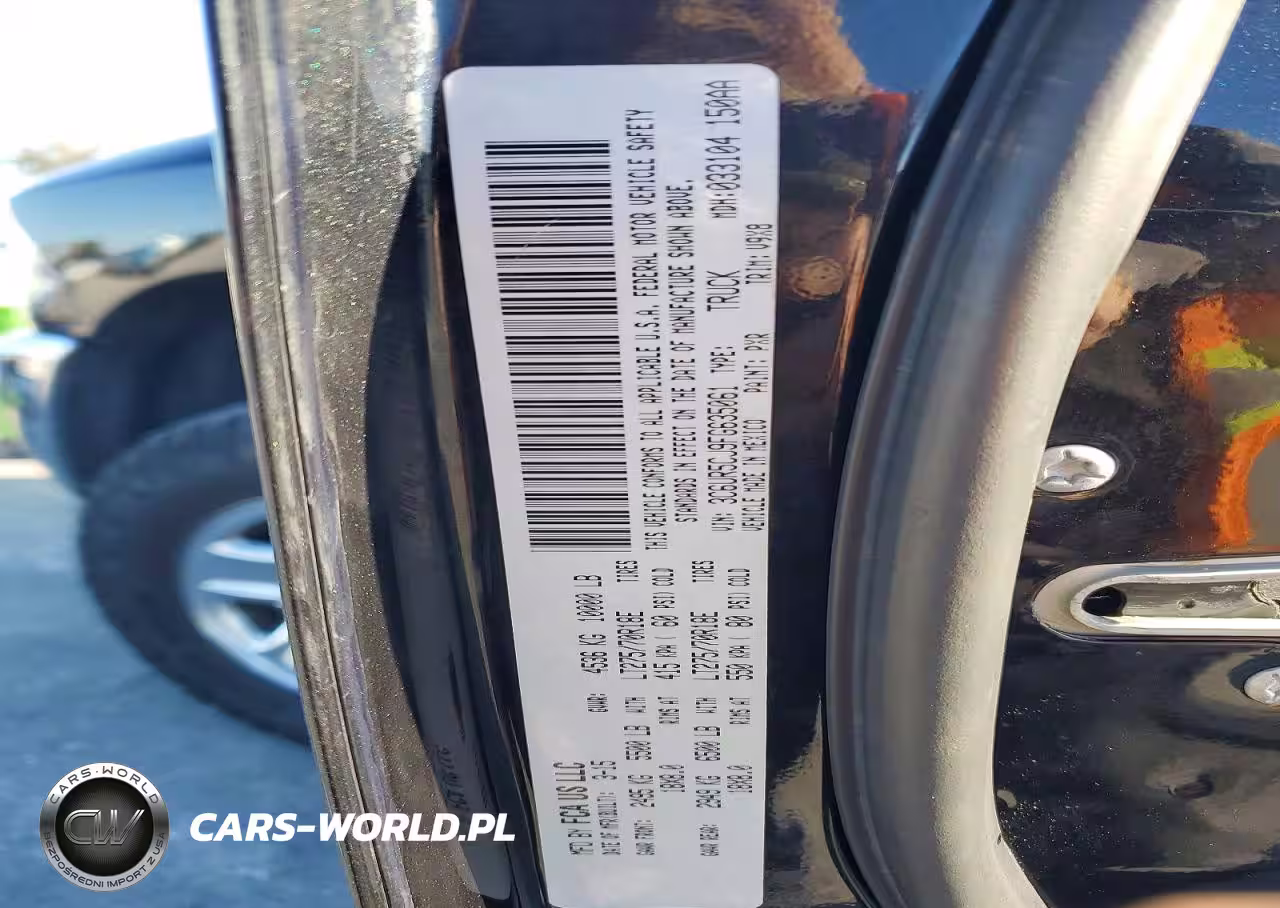 MFD BY FCA US LLC
DATE OF MFR(BUILT): 3-15 GVWR: 4536 KG 10000 LB
GAWR FRONT: 2495 KG 5500 LB WITH LT275/70R18E TIRES
18X8.0 RIMS AT 415 KPA ( 60 PSI) COLD
GAWR REAR: 2949 KG 6500 LB WITH LT275/70R18E TIRES
18X8.0 RIMS AT 550 KPA ( 80 PSI) COLD
THIS VEHICLE CONFORMS TO ALL APPLICABLE U.S.A. FEDERAL MOTOR VEHICLE SAFETY
STANDARDS IN EFFECT ON THE DATE OF MANUFACTURE SHOWN ABOVE.
VIN: 3C6UR5CJ9FG635061 TYPE: TRUCK MDH:033104 150AA
VEHICLE MADE IN MEXICO PAINT: PXR TRIM: V9X8
CARS-WORLD
CW
BEZPOŚREDNI IMPORT Z USA
CARS-WORLD.PL